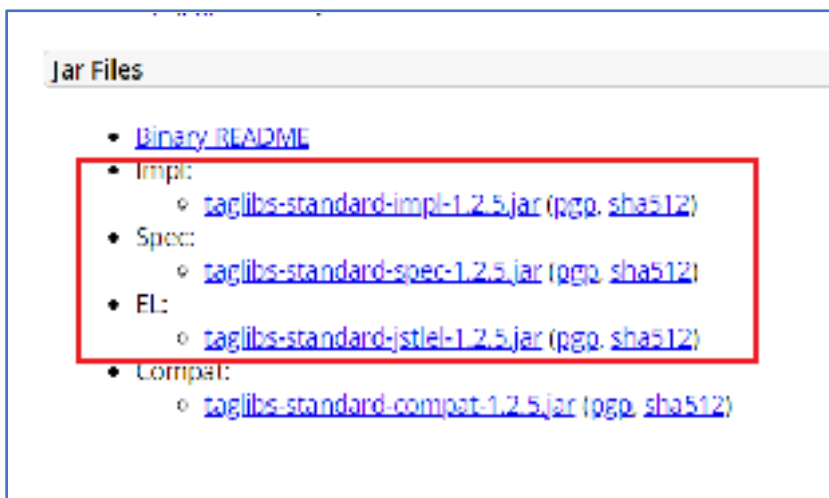 Jar Files
Binary README
Impl:
taglibs-standard-impl-1.2.5.jar (pgp, sha512)
Spec:
taglibs-standard-spec-1.2.5.jar (pgp, sha512)
EL:
taglibs-standard-jstlel-1.2.5.jar (pgp, sha512)
Compat:
taglibs-standard-compat-1.2.5.jar (pgp, sha512)